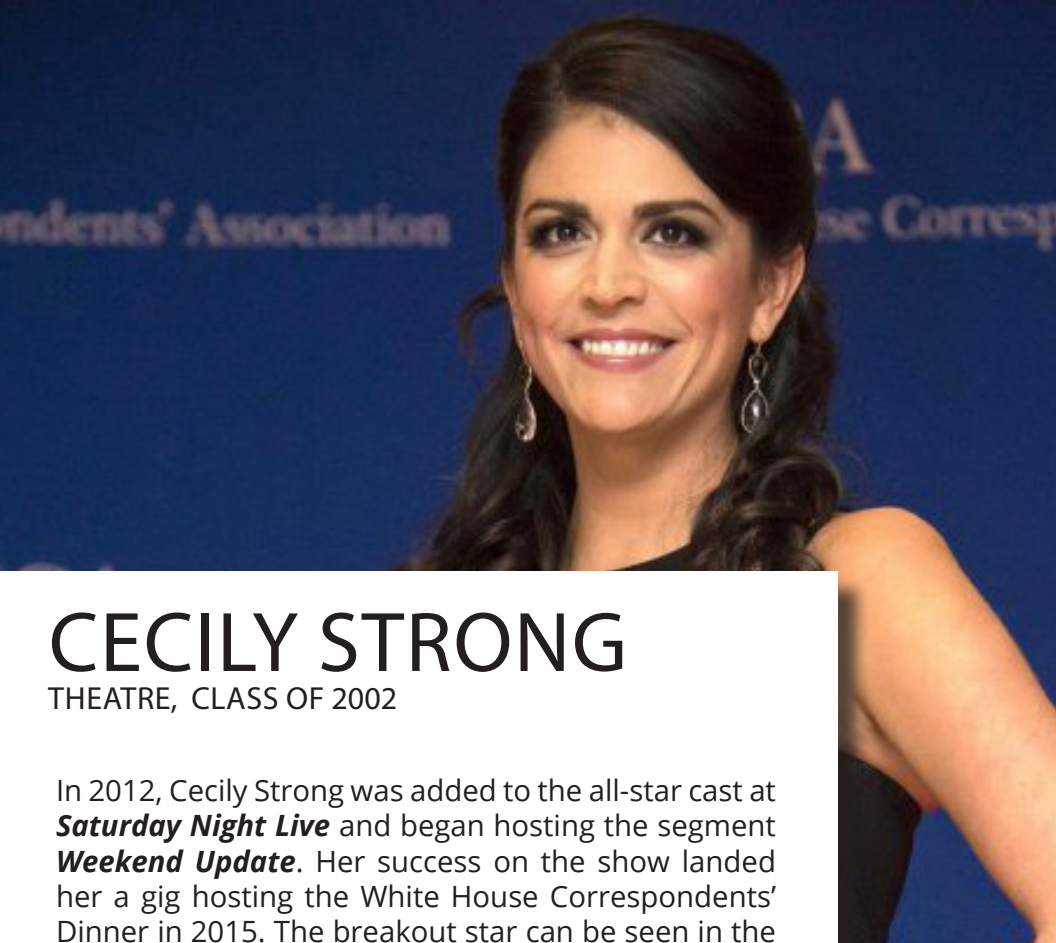 A
ndents' Association
se Corresp
CECILY STRONG
THEATRE, CLASS OF 2002
In 2012, Cecily Strong was added to the all-star cast at
Saturday Night Live and began hosting the segment
Weekend Update. Her success on the show landed
her a gig hosting the White House Correspondents’
Dinner in 2015. The breakout star can be seen in the